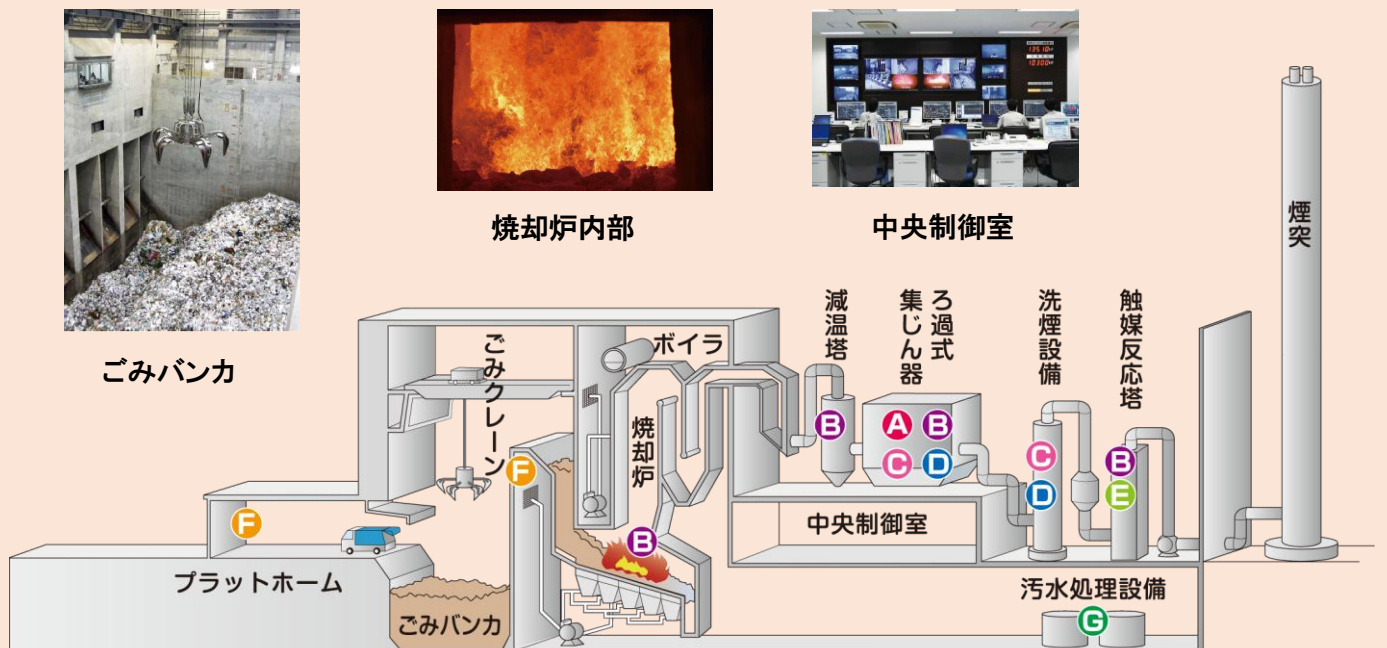 焼却炉内部
中央制御室
ごみバンカ
煙突
減温塔
ろ過式
集じん器
洗煙設備
触媒反応塔
ボイラ
ごみクレーン
焼却炉
B
A
B
C
D
C
D
B
E
F
F
B
中央制御室
プラットホーム
ごみバンカ
汚水処理設備
G